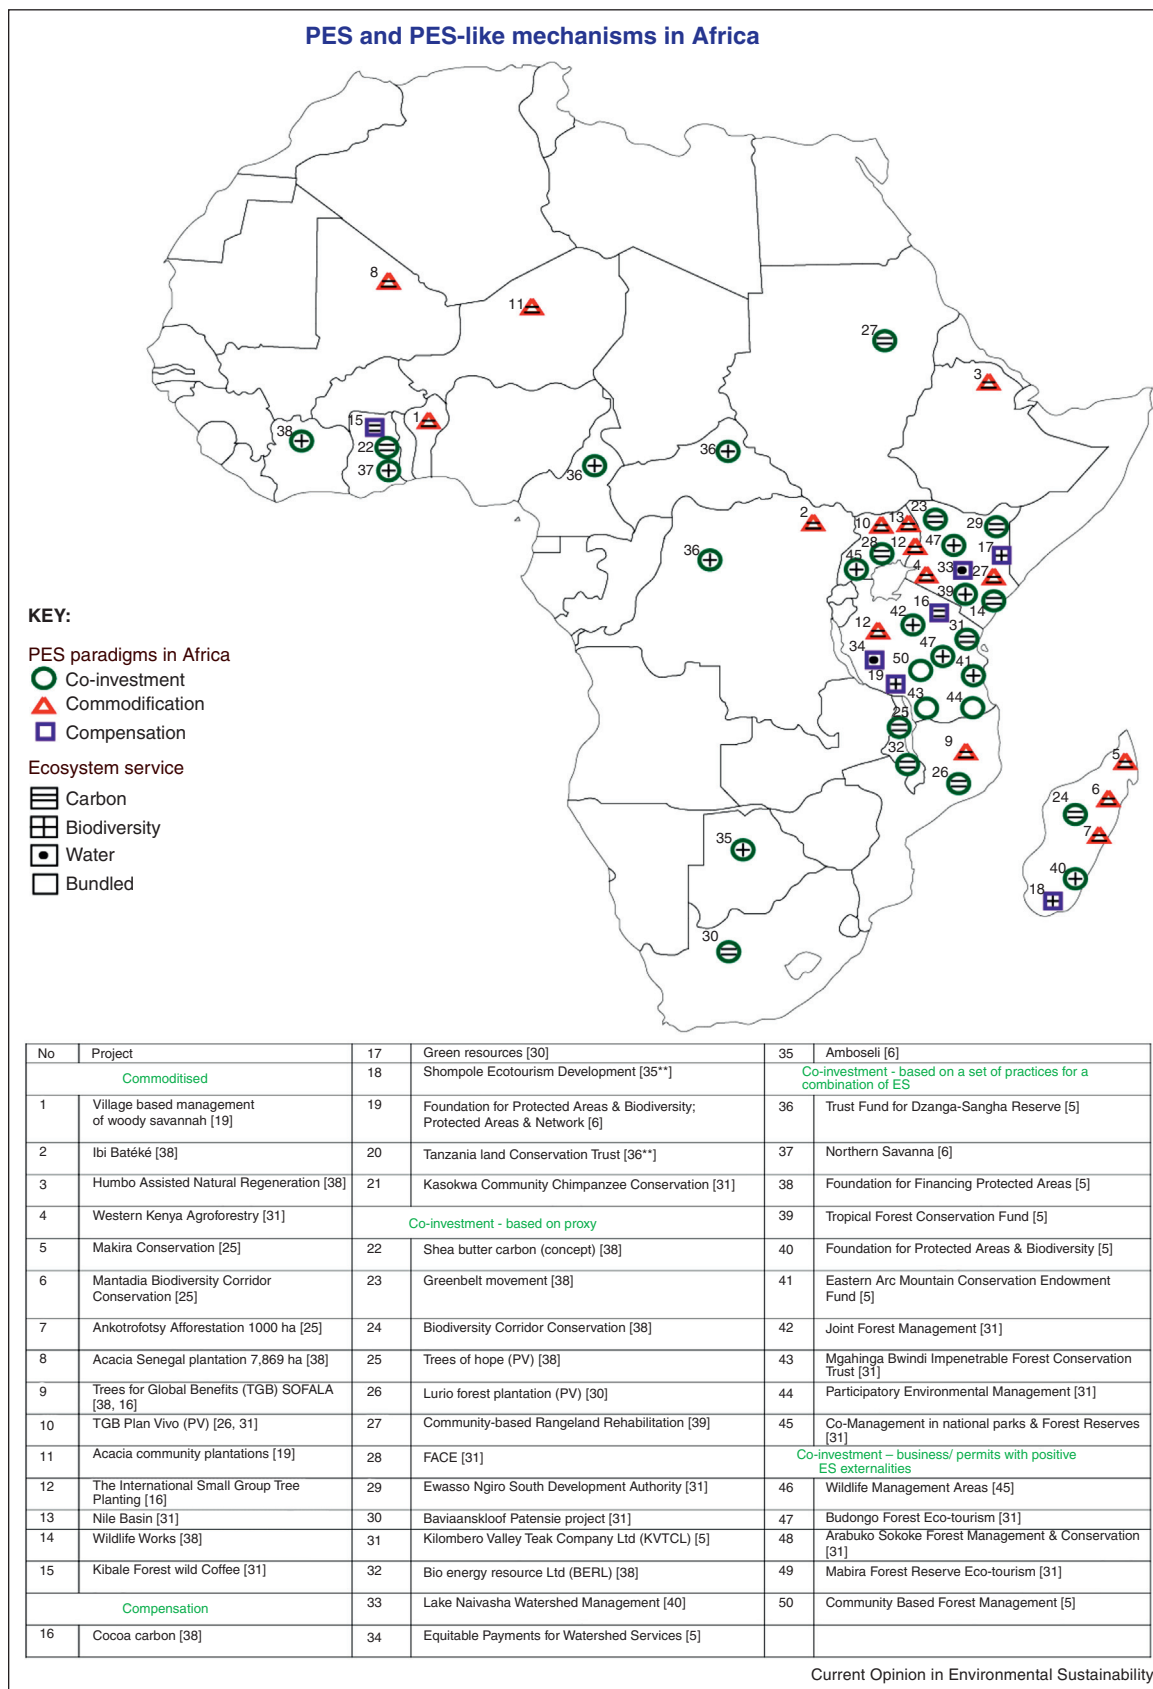 PES and PES-like mechanisms in Africa
8
11
27
3
38
15
22
37
1
36
36
36
2
10
13
23
29
28
12
47
17
45
4
33
27
39
14
16
42
31
12
47
34
50
41
19
43
44
25
32
9
26
5
6
24
7
40
18
35
30
KEY:
PES paradigms in Africa
Co-investment
Commodification
Compensation
Ecosystem service
Carbon
Biodiversity
Water
Bundled
No Project
Commoditised
1 Village based management
of woody savannah [19]
2 Ibi Batéké [38]
3 Humbo Assisted Natural Regeneration [38]
4 Western Kenya Agroforestry [31]
5 Makira Conservation [25]
6 Mantadia Biodiversity Corridor
Conservation [25]
7 Ankotrofotsy Afforestation 1000 ha [25]
8 Acacia Senegal plantation 7,869 ha [38]
9 Trees for Global Benefits (TGB) SOFALA
[38, 16]
10 TGB Plan Vivo (PV) [26, 31]
11 Acacia community plantations [19]
12 The International Small Group Tree
Planting [16]
13 Nile Basin [31]
14 Wildlife Works [38]
15 Kibale Forest wild Coffee [31]
Compensation
16 Cocoa carbon [38]
17 Green resources [30]
18 Shompole Ecotourism Development [35**]
19 Foundation for Protected Areas & Biodiversity;
Protected Areas & Network [6]
20 Tanzania land Conservation Trust [36**]
21 Kasokwa Community Chimpanzee Conservation [31]
Co-investment - based on proxy
22 Shea butter carbon (concept) [38]
23 Greenbelt movement [38]
24 Biodiversity Corridor Conservation [38]
25 Trees of hope (PV) [38]
26 Lurio forest plantation (PV) [30]
27 Community-based Rangeland Rehabilitation [39]
28 FACE [31]
29 Ewasso Ngiro South Development Authority [31]
30 Baviaanskloof Patensie project [31]
31 Kilombero Valley Teak Company Ltd (KVTCL) [5]
32 Bio energy resource Ltd (BERL) [38]
33 Lake Naivasha Watershed Management [40]
34 Equitable Payments for Watershed Services [5]
35 Amboseli [6]
Co-investment - based on a set of practices for a
combination of ES
36 Trust Fund for Dzanga-Sangha Reserve [5]
37 Northern Savanna [6]
38 Foundation for Financing Protected Areas [5]
39 Tropical Forest Conservation Fund [5]
40 Foundation for Protected Areas & Biodiversity [5]
41 Eastern Arc Mountain Conservation Endowment
Fund [5]
42 Joint Forest Management [31]
43 Mgahinga Bwindi Impenetrable Forest Conservation
Trust [31]
44 Participatory Environmental Management [31]
45 Co-Management in national parks & Forest Reserves
[31]
Co-investment – business/ permits with positive
ES externalities
46 Wildlife Management Areas [45]
47 Budongo Forest Eco-tourism [31]
48 Arabuko Sokoke Forest Management & Conservation
[31]
49 Mabira Forest Reserve Eco-tourism [31]
50 Community Based Forest Management [5]
Current Opinion in Environmental Sustainability